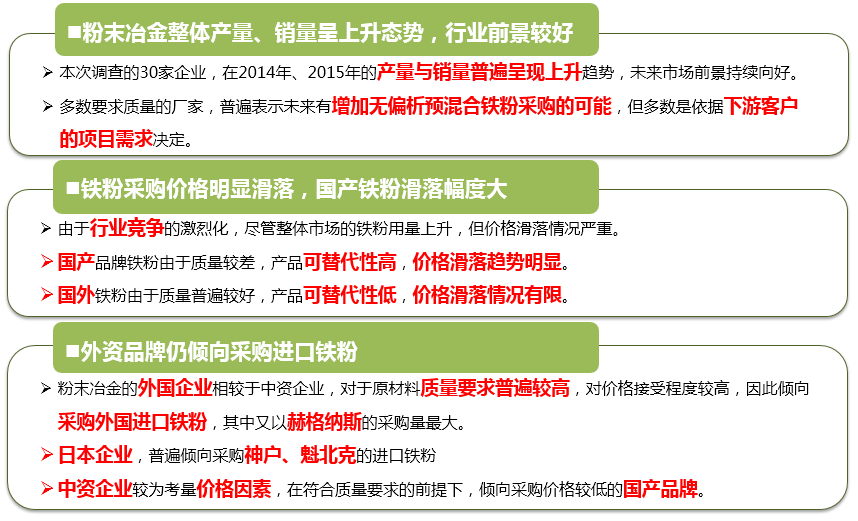 ■粉末冶金整体产量、销量呈上升态势，行业前景较好
➢ 本次调查的30家企业，在2014年、2015年的产量与销量普遍呈现上升趋势，未来市场前景持续向好。
➢ 多数要求质量的厂家，普遍表示未来有增加无偏析预混合铁粉采购的可能，但多数是依据下游客户
的项目需求决定。
■铁粉采购价格明显滑落，国产铁粉滑落幅度大
➢ 由于行业竞争的激烈化，尽管整体市场的铁粉用量上升，但价格滑落情况严重。
➢ 国产品牌铁粉由于质量较差，产品可替代性高，价格滑落趋势明显。
➢ 国外铁粉由于质量普遍较好，产品可替代性低，价格滑落情况有限。
■外资品牌仍倾向采购进口铁粉
➢ 粉末冶金的外国企业相较于中资企业，对于原材料质量要求普遍较高，对价格接受程度较高，因此倾向
采购外国进口铁粉，其中又以赫格纳斯的采购量最大。
➢ 日本企业，普遍倾向采购神户、魁北克的进口铁粉
➢ 中资企业较为考量价格因素，在符合质量要求的前提下，倾向采购价格较低的国产品牌。